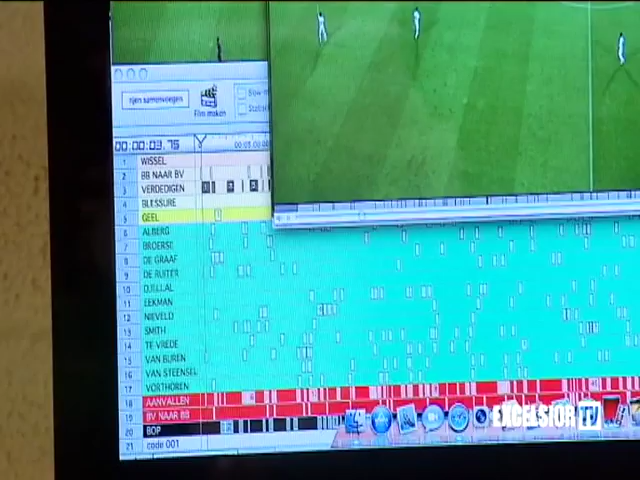 rijen samenvoegen
Film maken
00:00:03.75
1 WISSEL
2 BB NAAR BV
3 VERDEDIGEN
4 BLESSURE
5 GEEL
6 ALBERG
7 BROERSE
8 DE GRAAF
9 DE RUITER
10 DJILLAL
11 EEKMAN
12 NIEVELD
13 SMITH
14 TE VREDE
15 VAN BUREN
16 VAN STEENSEL
17 VORTHOREN
18 AANVALLEN
19 BV NAAR BB
20 BOP
21 code 001
EXCELSIOR TV